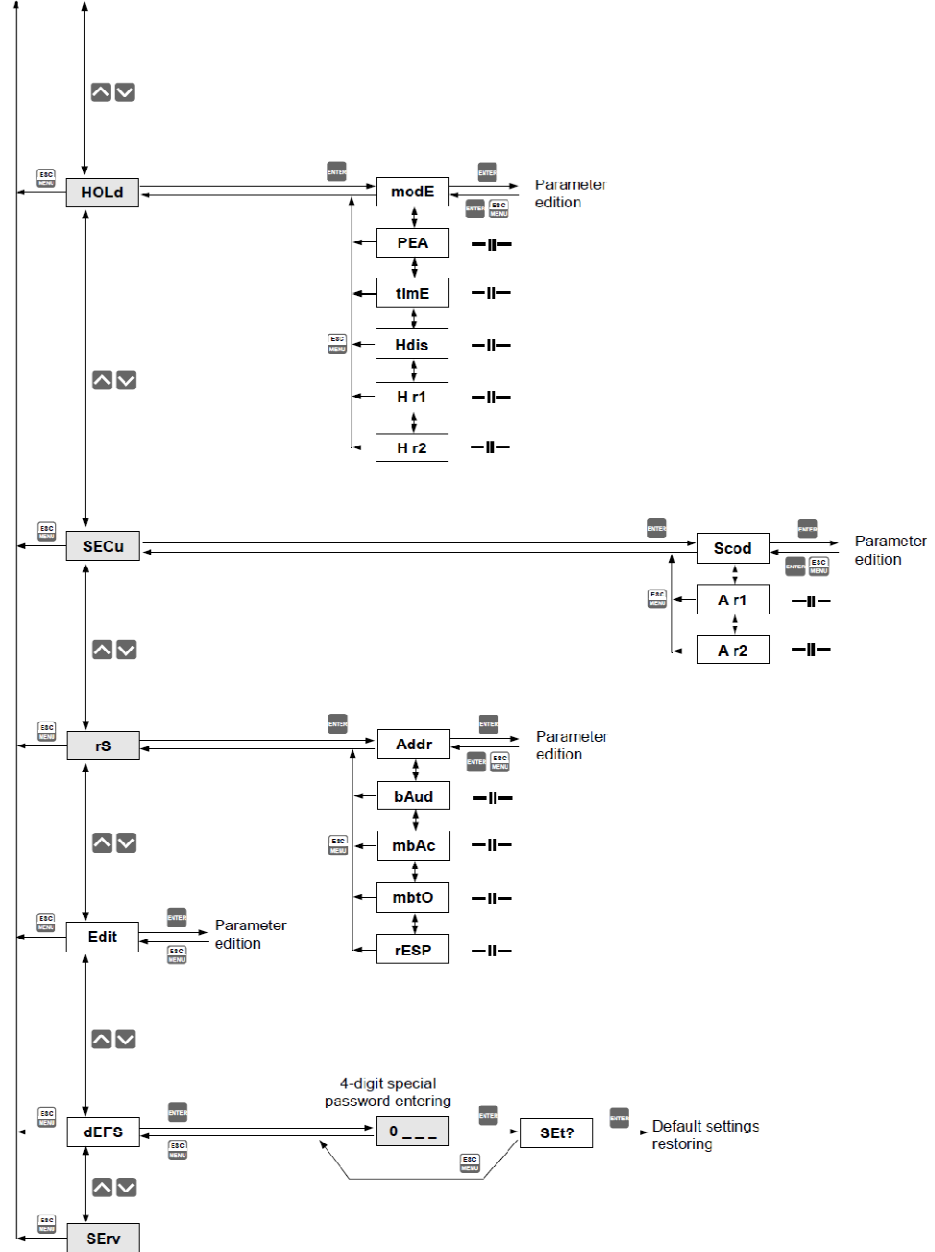 ESC
MENU
HOLd
ENTER
modE
ENTER
ENTER
ESC
MENU
Parameter
edition
PEA
tImE
ESC
MENU
Hdis
H r1
H r2
ESC
MENU
SECu
ENTER
Scod
ENTER
ENTER
ESC
MENU
Parameter
edition
ESC
MENU
A r1
A r2
ESC
MENU
rS
ENTER
Addr
ENTER
ENTER
ESC
MENU
Parameter
edition
bAud
ESC
MENU
mbAc
mbtO
rESP
ESC
MENU
Edit
ENTER
ESC
MENU
Parameter
edition
4-digit special
password entering
ESC
MENU
dEFS
ENTER
ESC
MENU
0 _ _ _
ENTER
ESC
MENU
SEt?
ENTER
Default settings
restoring
ESC
MENU
SErv